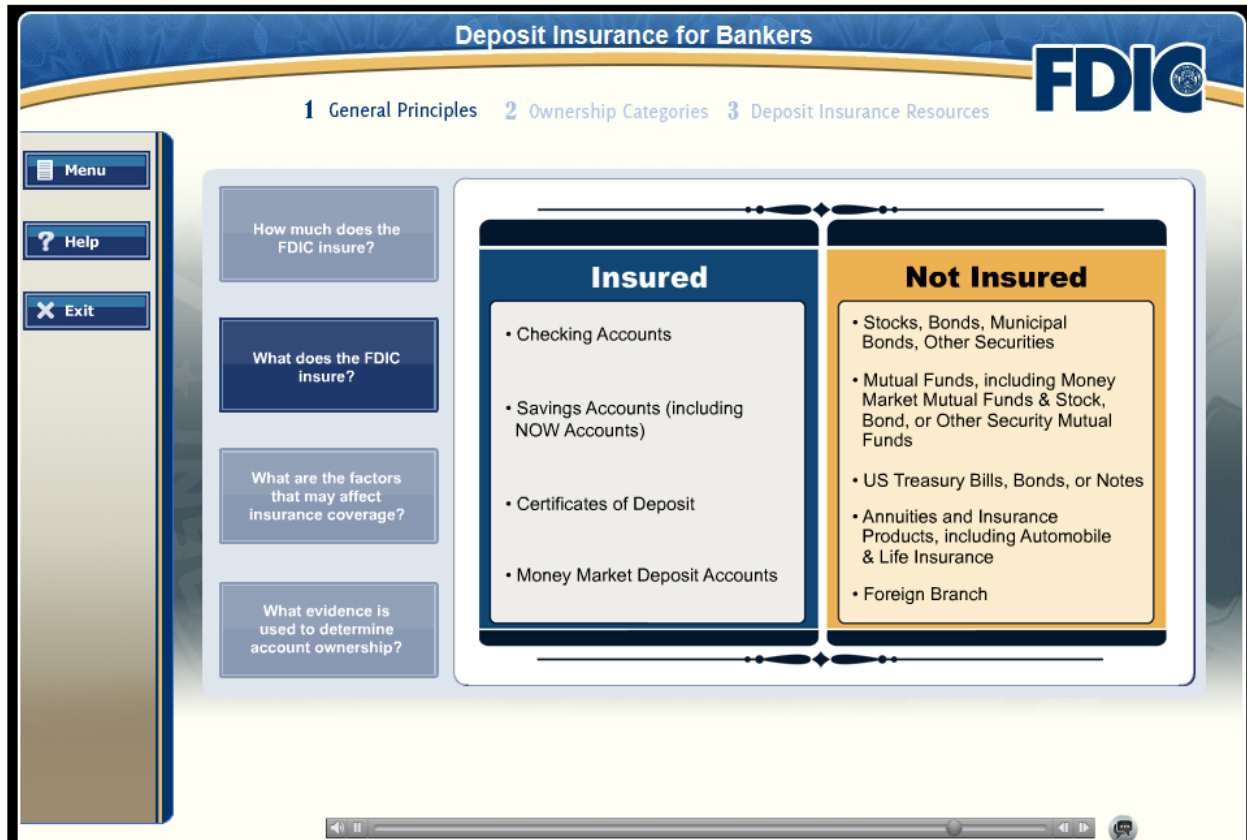 Deposit Insurance for Bankers
FDIC
1 General Principles 2 Ownership Categories 3 Deposit Insurance Resources
Menu
? Help
Exit
How much does the
FDIC insure?
What does the FDIC
insure?
What are the factors
that may affect
insurance coverage?
What evidence is
used to determine
account ownership?
Insured
• Checking Accounts
• Savings Accounts (including
NOW Accounts)
• Certificates of Deposit
• Money Market Deposit Accounts
Not Insured
• Stocks, Bonds, Municipal
Bonds, Other Securities
• Mutual Funds, including Money
Market Mutual Funds & Stock,
Bond, or Other Security Mutual
Funds
• US Treasury Bills, Bonds, or Notes
• Annuities and Insurance
Products, including Automobile
& Life Insurance
• Foreign Branch